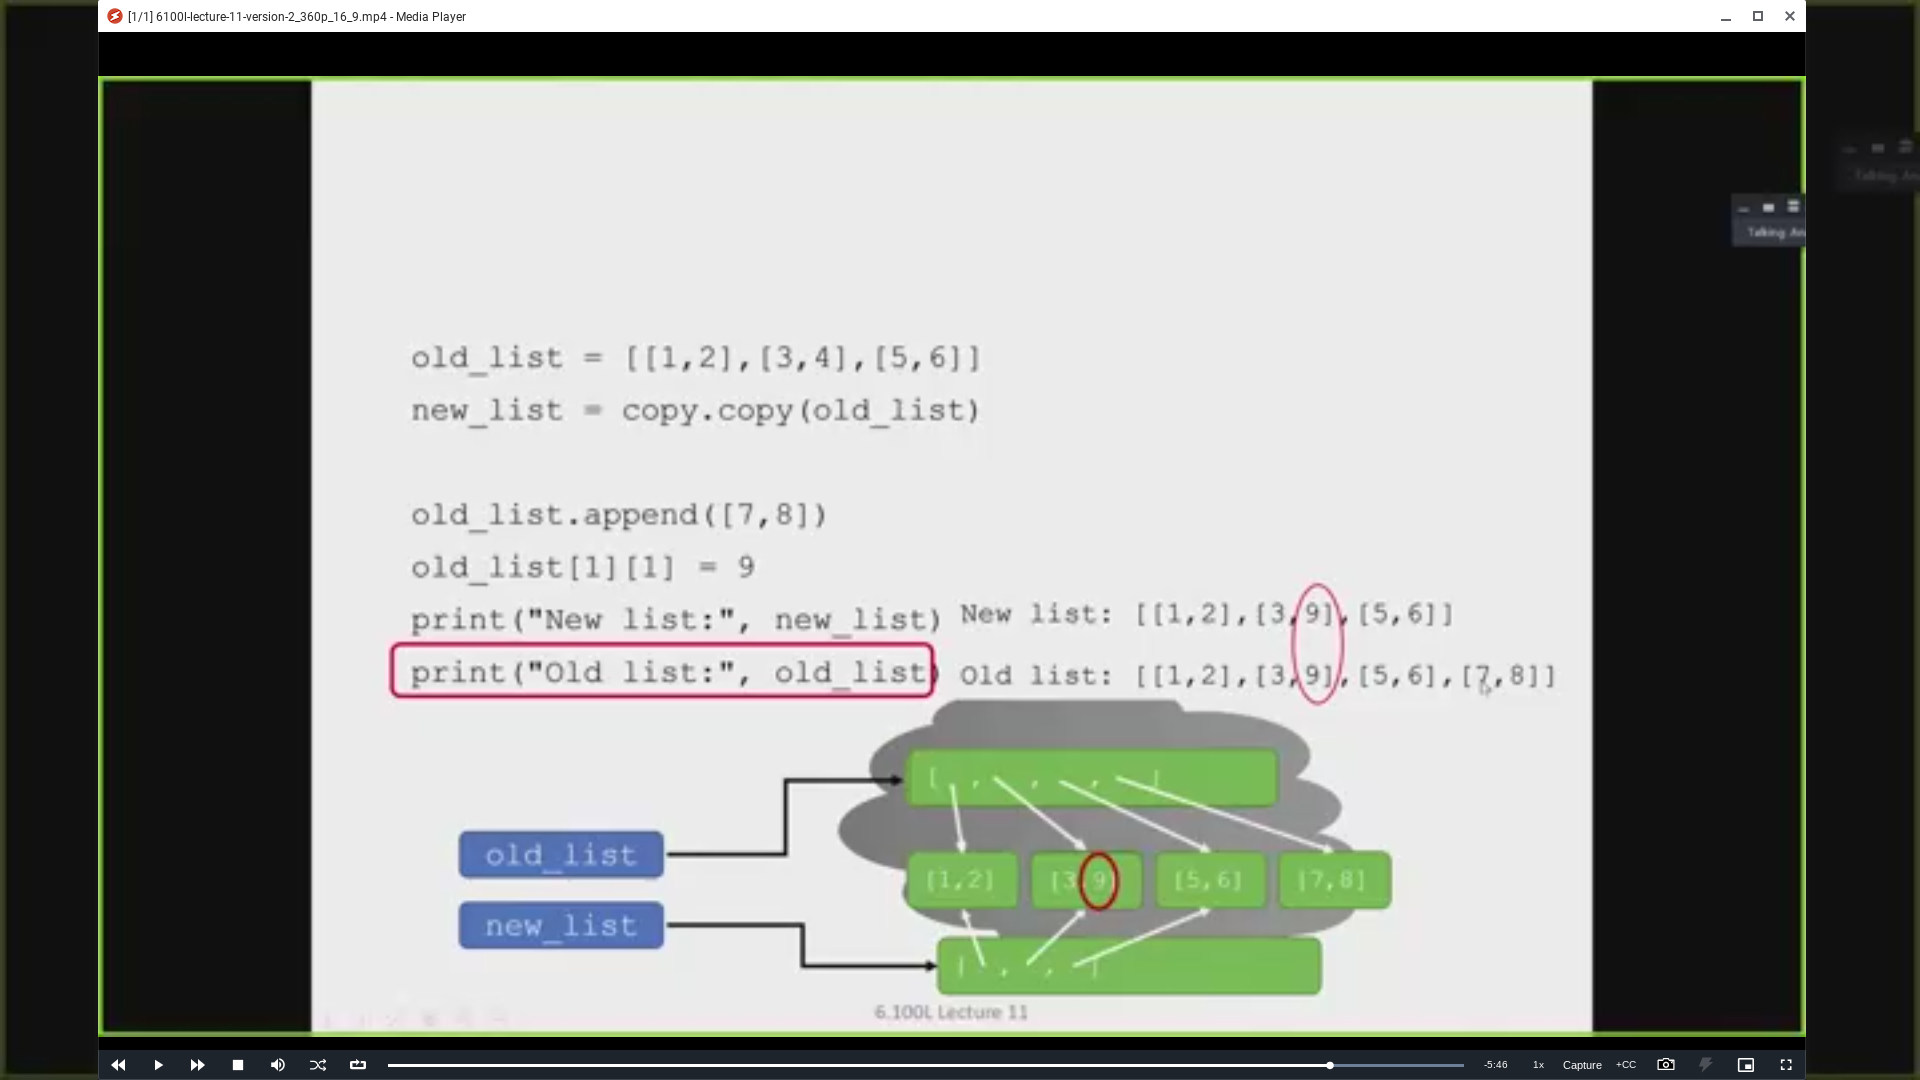 [1/1] 6100l-lecture-11-version-2_360p_16_9.mp4 - Media Player
Talking:
Talking:
old_list = [[1,2],[3,4],[5,6]]
new_list = copy.copy(old_list)
old_list.append([7,8])
old_list[1][1] = 9
print("New list:", new_list) New list: [[1,2],[3,9],[5,6]]
print("Old list:", old_list) Old list: [[1,2],[3,9],[5,6],[7,8]]
[ , , , ]
old_list
[1,2] [3,9] [5,6] [7,8]
new_list
[ , , ]
6.100L Lecture 11
-5:46 1x Capture +CC